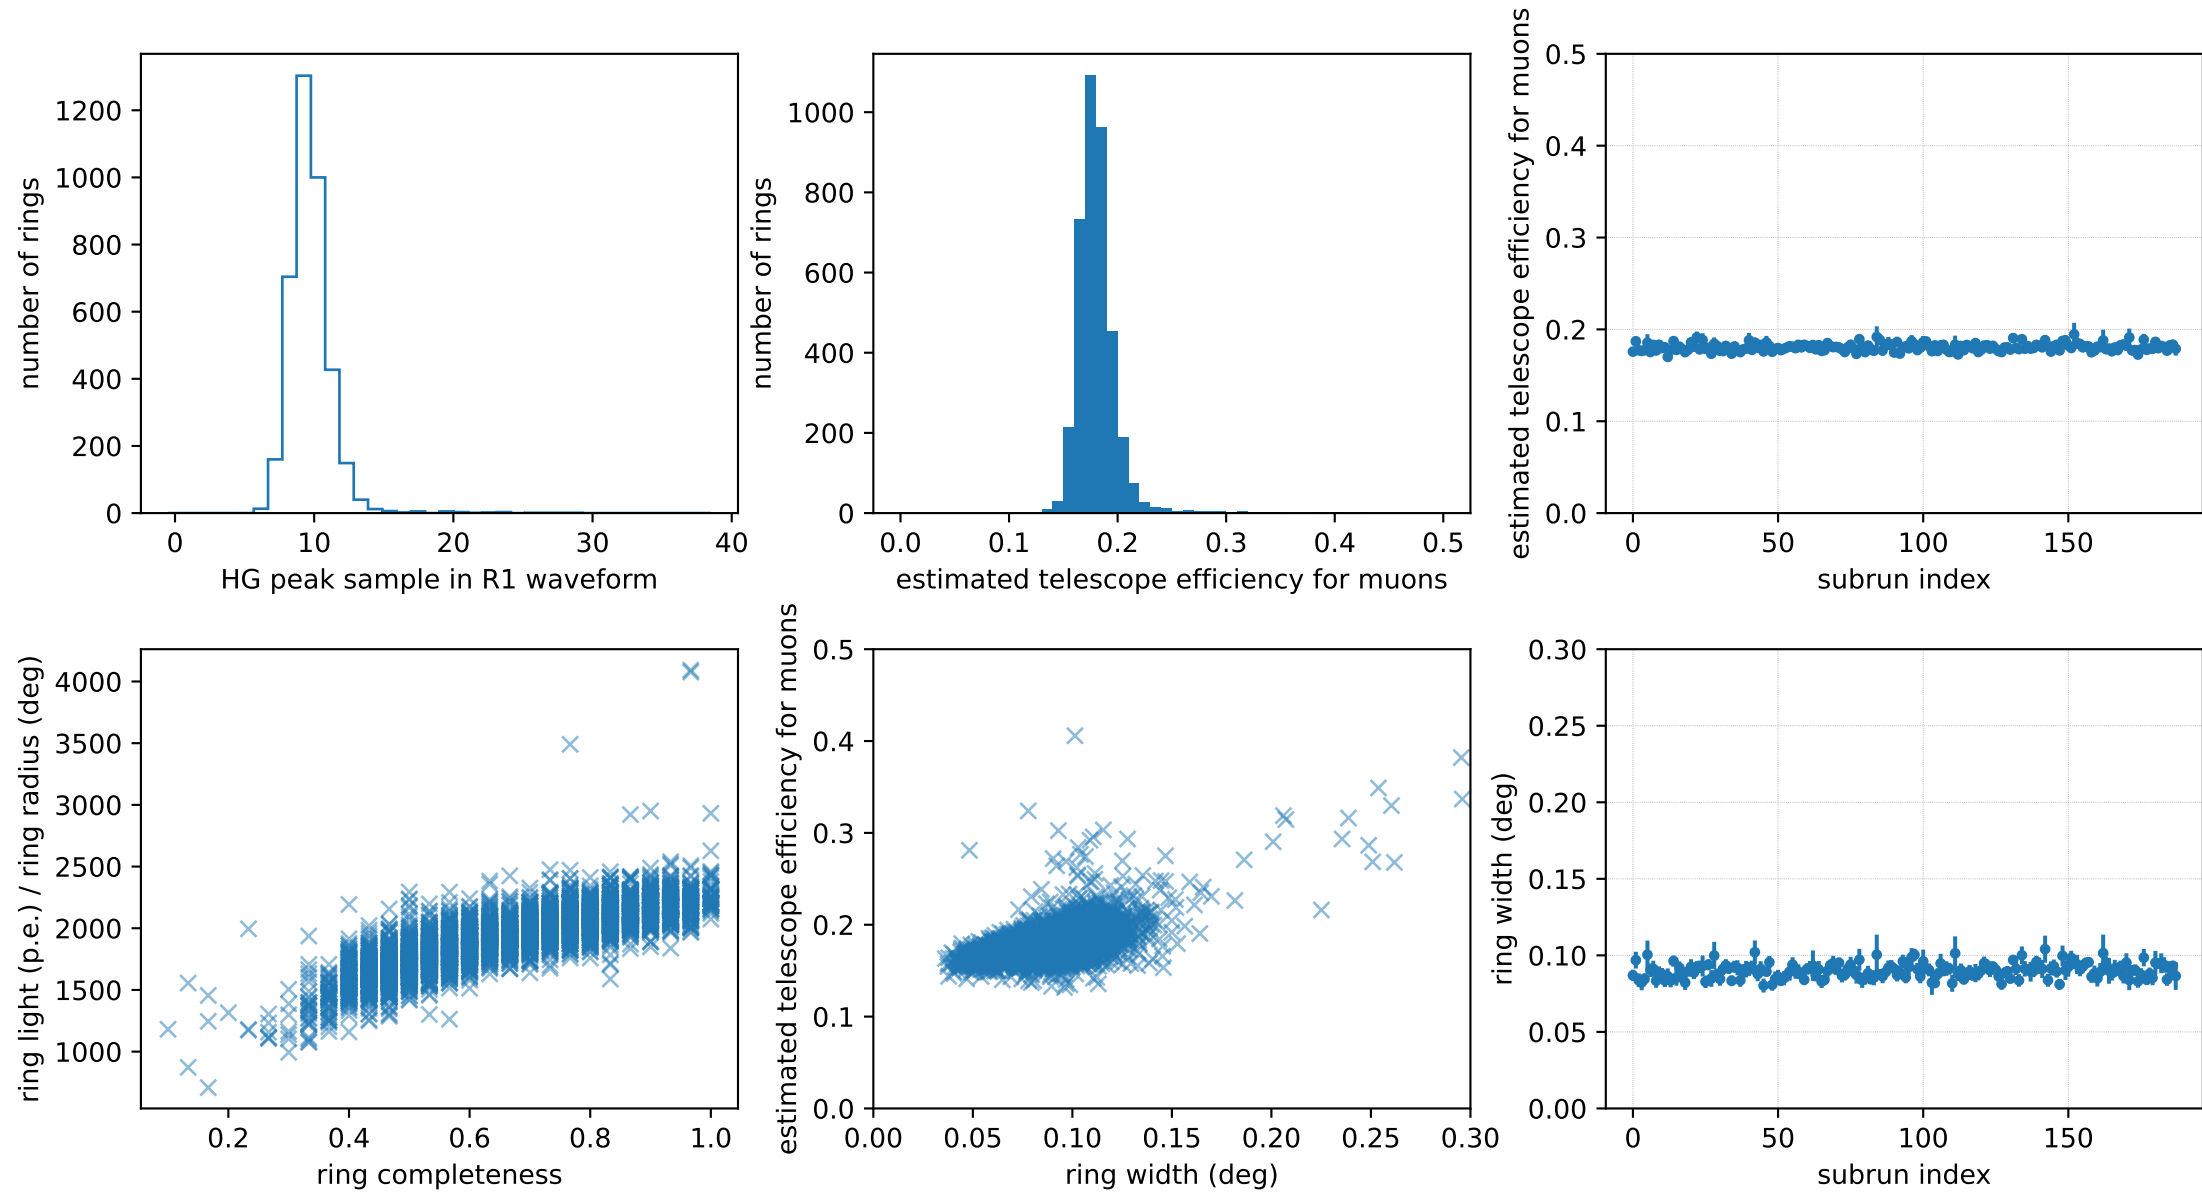 number of rings
1200
1000
800
600
400
200
0
0 10 20 30 40
HG peak sample in R1 waveform
number of rings
1000
800
600
400
200
0
0.0 0.1 0.2 0.3 0.4 0.5
estimated telescope efficiency for muons
estimated telescope efficiency for muons
0.5
0.4
0.3
0.2
0.1
0.0
0 50 100 150
subrun index
ring light (p.e.) / ring radius (deg)
4000
3500
3000
2500
2000
1500
1000
0.2 0.4 0.6 0.8 1.0
ring completeness
estimated telescope efficiency for muons
0.5
0.4
0.3
0.2
0.1
0.0
0.00 0.05 0.10 0.15 0.20 0.25 0.30
ring width (deg)
ring width (deg)
0.30
0.25
0.20
0.15
0.10
0.05
0.00
0 50 100 150
subrun index